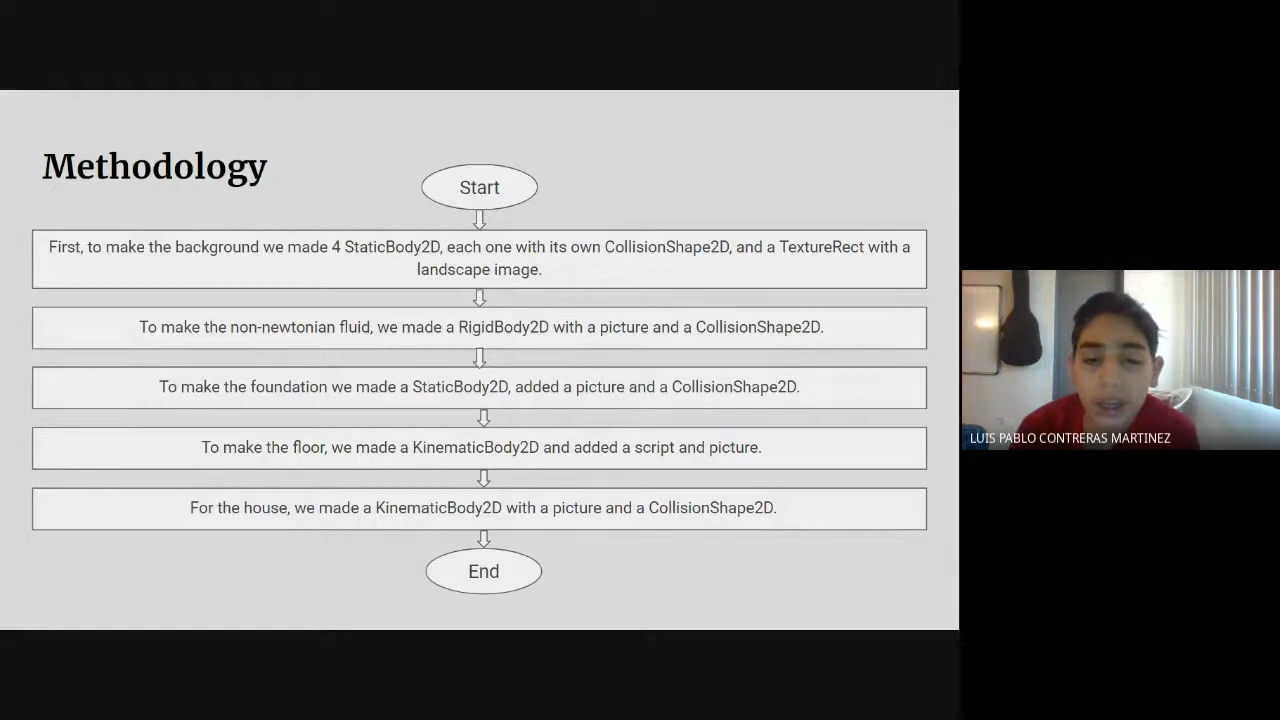 Methodology
Start
First, to make the background we made 4 StaticBody2D, each one with its own CollisionShape2D, and a TextureRect with a
landscape image.
To make the non-newtonian fluid, we made a RigidBody2D with a picture and a CollisionShape2D.
To make the foundation we made a StaticBody2D, added a picture and a CollisionShape2D.
To make the floor, we made a KinematicBody2D and added a script and picture.
For the house, we made a KinematicBody2D with a picture and a CollisionShape2D.
End
LUIS PABLO CONTRERAS MARTINEZ